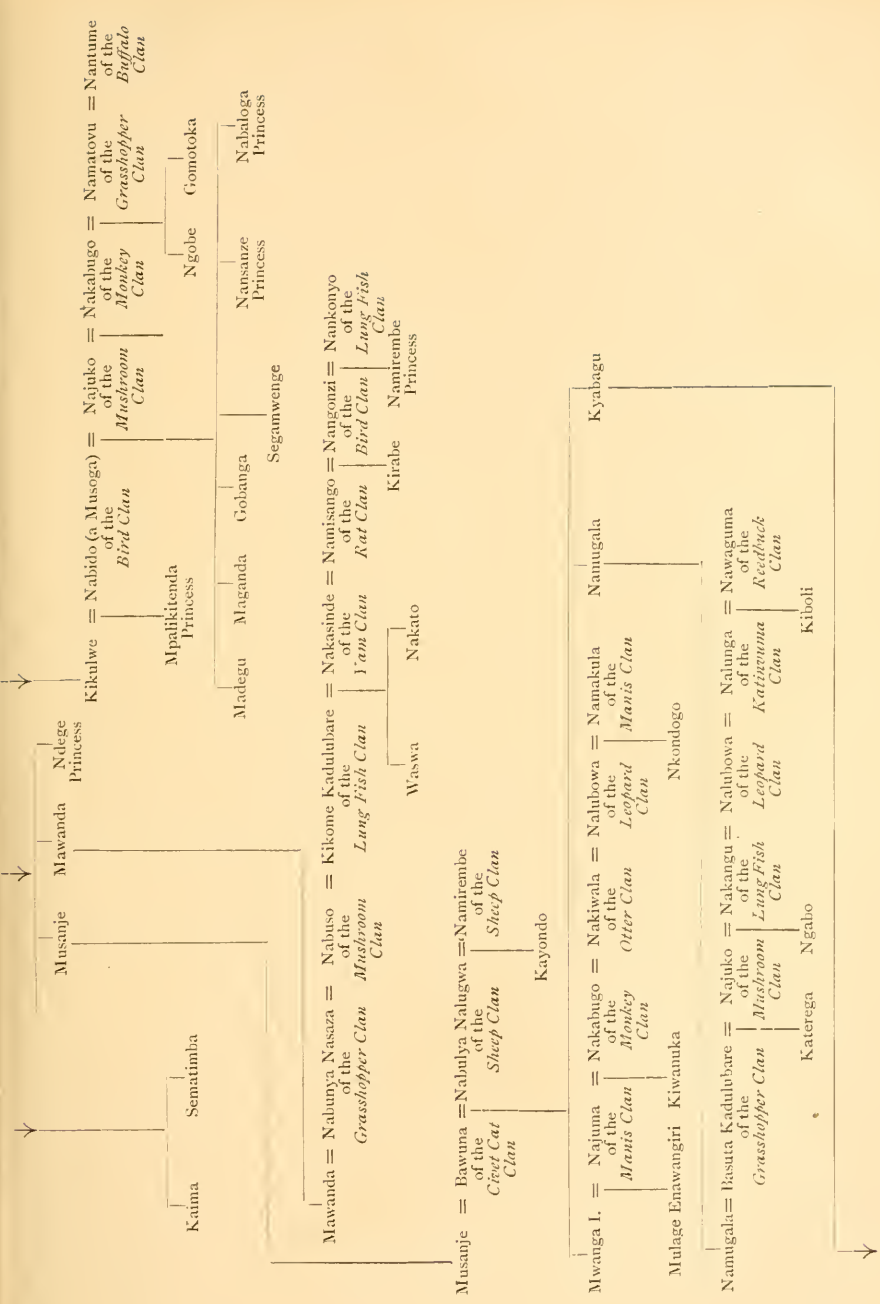 Musanje Mawanda Ndege
Princess
Kikulwe = Nabido (a Musoga) = Najuko = Nakabugo = Namatovu = Nantume
of the of the of the of the of the
Bird Clan Mushroom Monkey Grasshopper Buffalo
Clan Clan Clan Clan
Mpalikitenda
Princess
Kaima Sematimba Ngobe Gomotoka
Madegu Maganda Gobanga Nansanze Nabaloga
Princess Princess
Segamwenge
Mawanda = Nabunya Nasaza = Nabuso = Kikome Kadulubare = Nakasinde = Namisango = Nangonzi = Nankonyo
of the of the of the of the of the of the of the
Grasshopper Clan Mushroom Lung Fish Clan Yam Clan Rat Clan Bird Clan Lung Fish
Clan Clan
Kirabe Namirembe
Princess
Waswa Nakato
Musanje = Bawuna = Nabulya Nalugwa = Namirembe
of the of the of the
Civet Cat Sheep Clan Sheep Clan
Clan
Kayondo
Mwanga I. = Najuma = Nakabugo = Nakiwala = Nalubowa = Namakula Namugala Kyabagu
of the of the of the of the of the
Manis Clan Monkey Otter Clan Leopard Manis Clan
Clan Clan
Mulage Enawangiri Kiwanuka Nkondogo
Namugala = Basuta Kadulubare = Najuko = Nakangu = Nalubowa = Nalunga = Nawaguma
of the of the of the of the of the of the
Grasshopper Clan Mushroom Lung Fish Leopard Katinvuma Reedbuck
Clan Clan Clan Clan Clan
Katerega Ngabo Kiboli